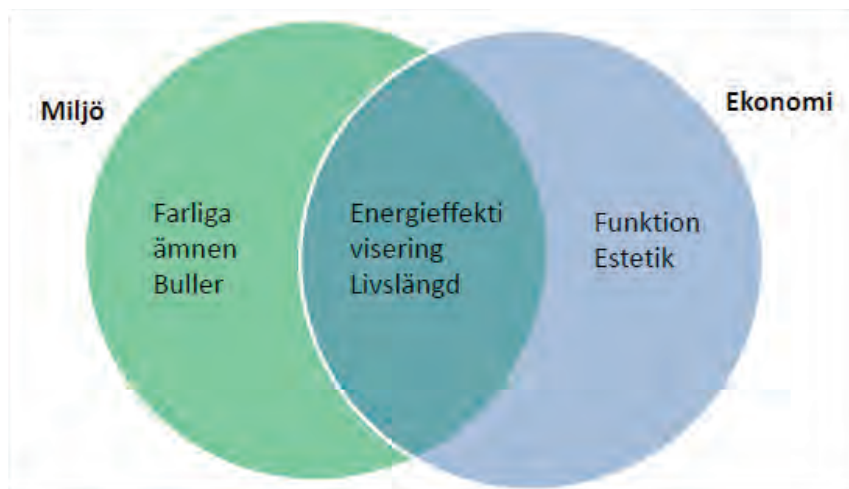 Miljö
Ekonomi
Farliga
ämnen
Buller
Energieffekti
visering
Livslängd
Funktion
Estetik